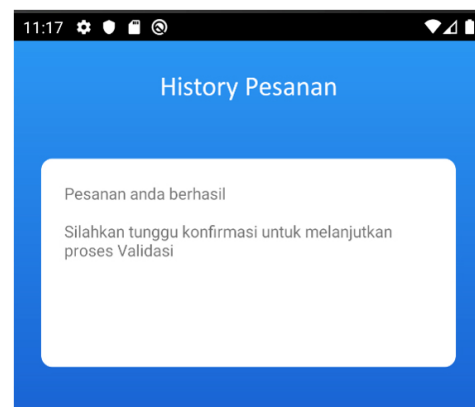 11:17
History Pesanan
Pesanan anda berhasil
Silahkan tunggu konfirmasi untuk melanjutkan
proses Validasi